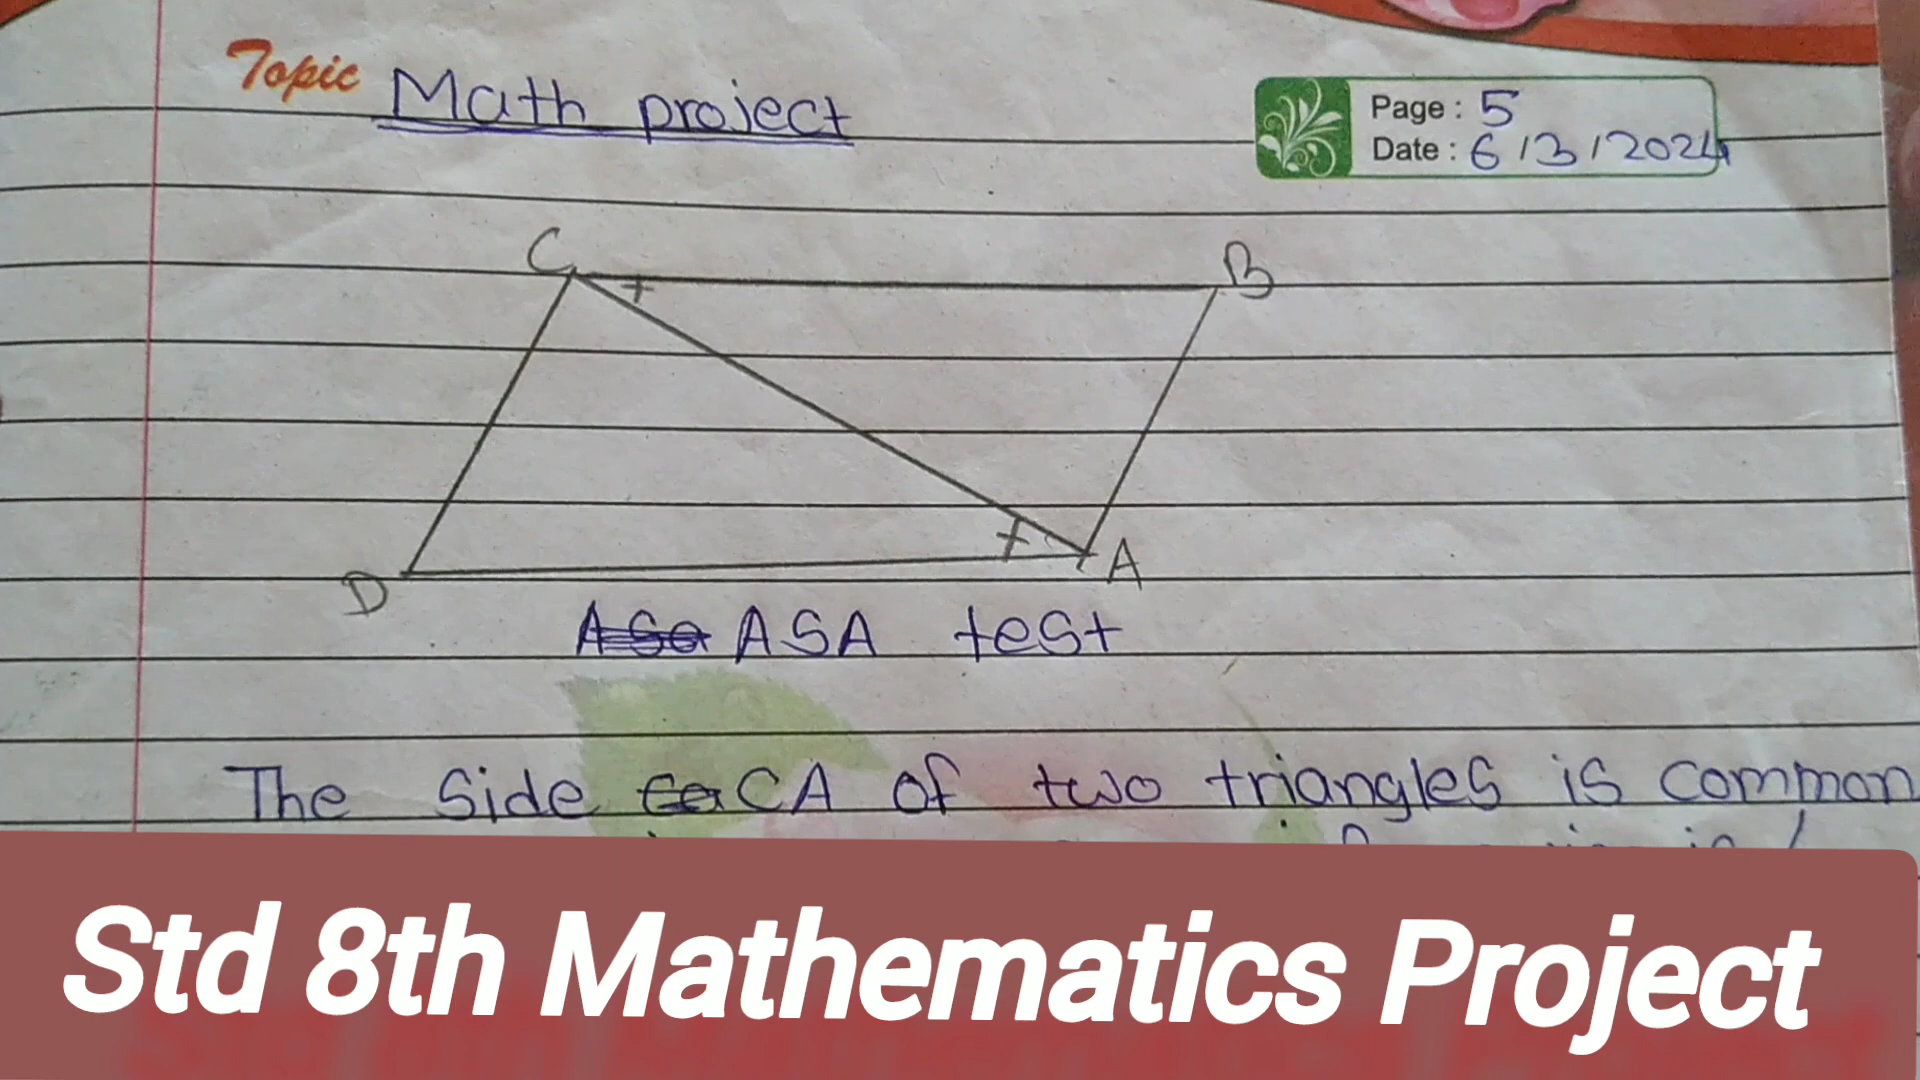 Topic Math project
Page : 5
Date : 6/3/2024
C
B
D
A
ASA test
The side CA of two triangles is common
Std 8th Mathematics Project